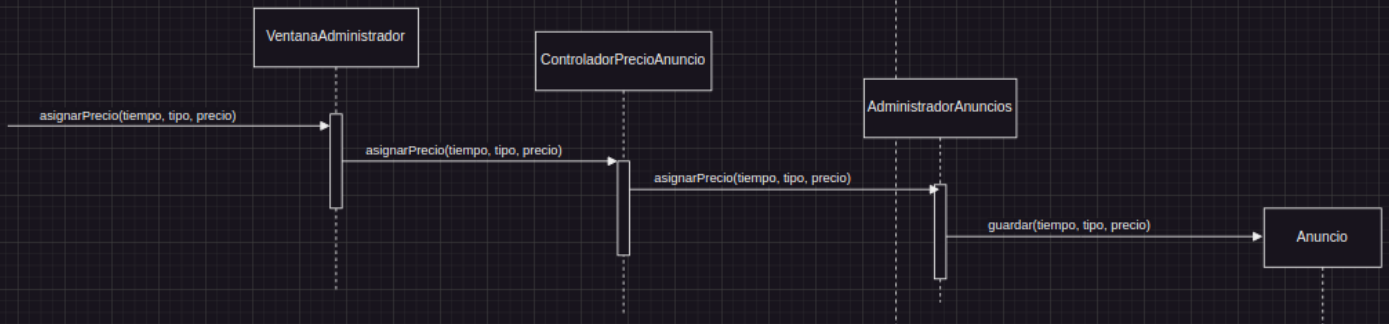 VentanaAdministrador
ControladorPrecioAnuncio
AdministradorAnuncios
asignarPrecio(tiempo, tipo, precio)
asignarPrecio(tiempo, tipo, precio)
asignarPrecio(tiempo, tipo, precio)
guardar(tiempo, tipo, precio)
Anuncio